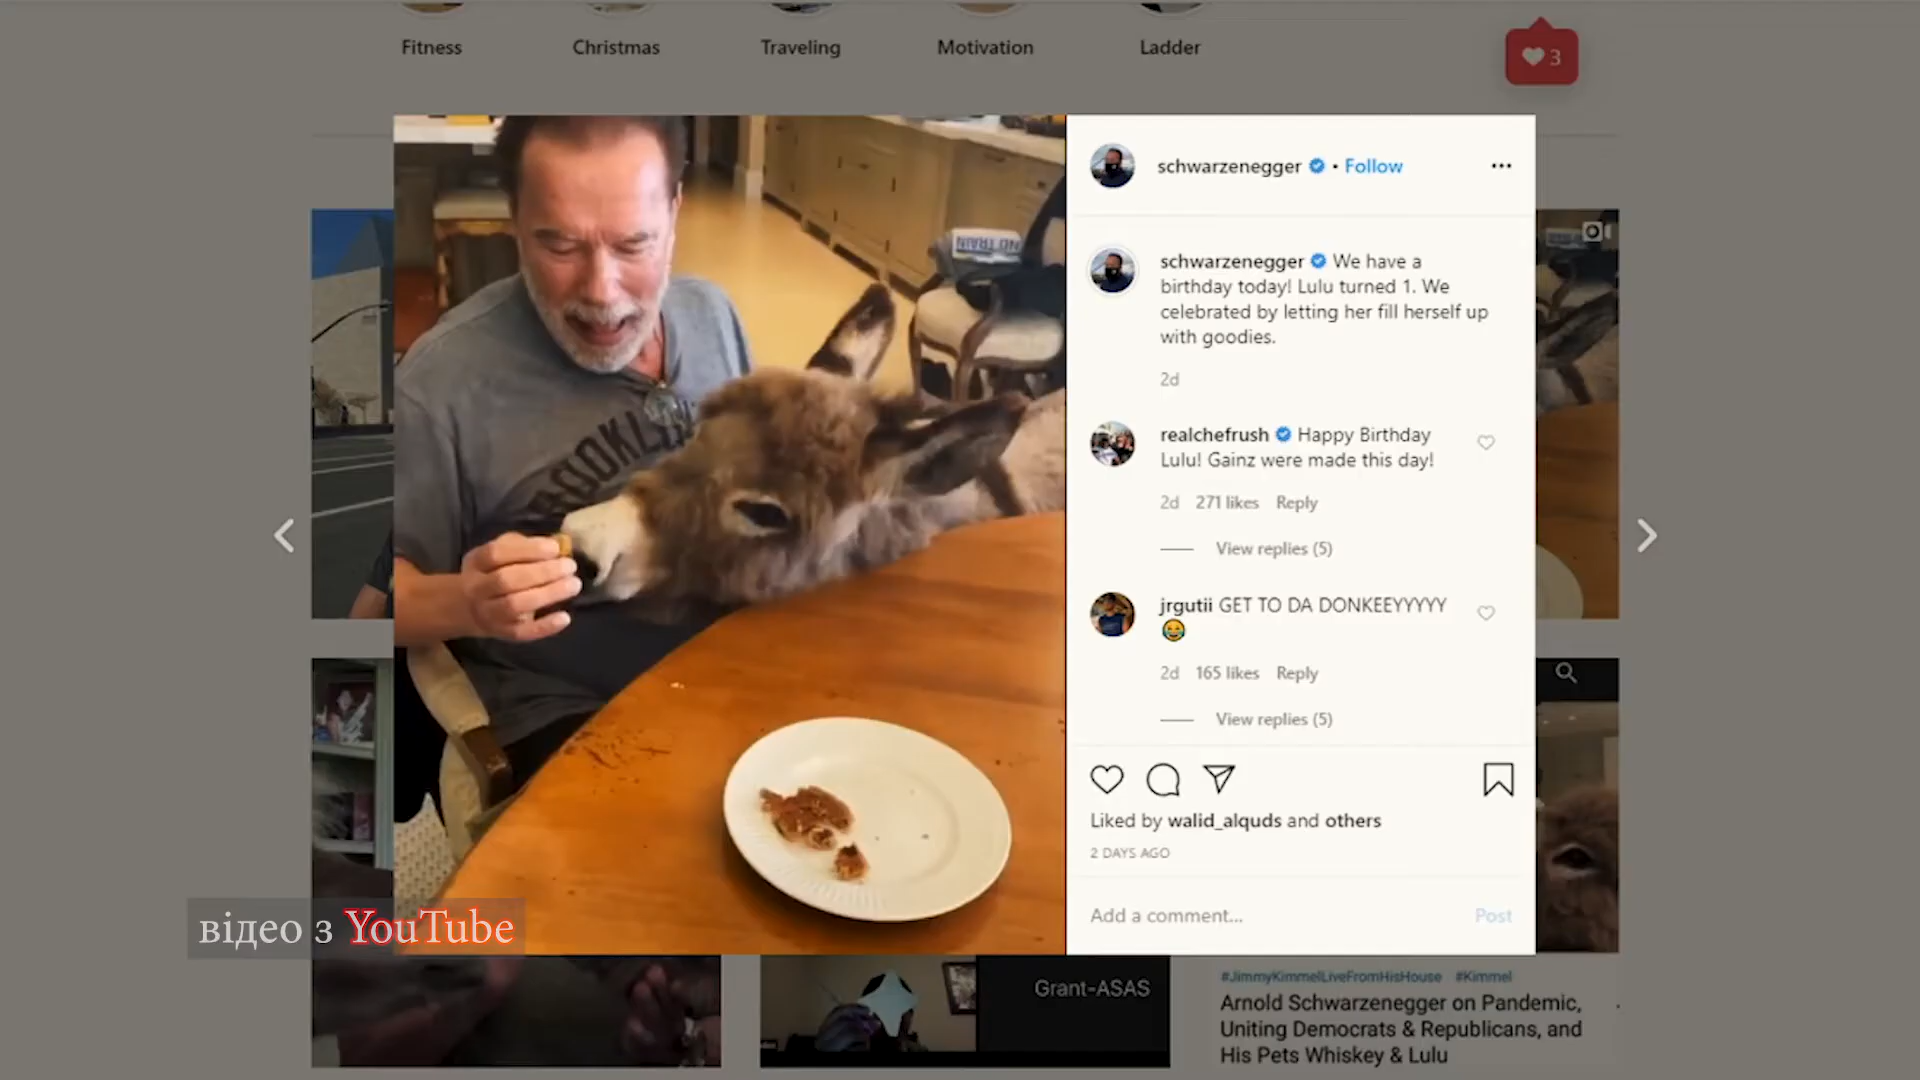 Fitness
Christmas
Traveling
Motivation
Ladder
3
schwarzenegger • Follow
schwarzenegger We have a
birthday today! Lulu turned 1. We
celebrated by letting her fill herself up
with goodies.
2d
realchefrush Happy Birthday
Lulu! Gainz were made this day!
2d 271 likes Reply
View replies (5)
jrgutii GET TO DA DONKEEYYYYY
😂
2d 165 likes Reply
View replies (5)
Liked by walid_alquds and others
2 DAYS AGO
Add a comment... Post
BROOKLYN
NO TRAIN
відео з YouTube
Grant-ASAS
#JimmyKimmelLiveFromHisHouse #Kimmel
Arnold Schwarzenegger on Pandemic,
Uniting Democrats & Republicans, and
His Pets Whiskey & Lulu